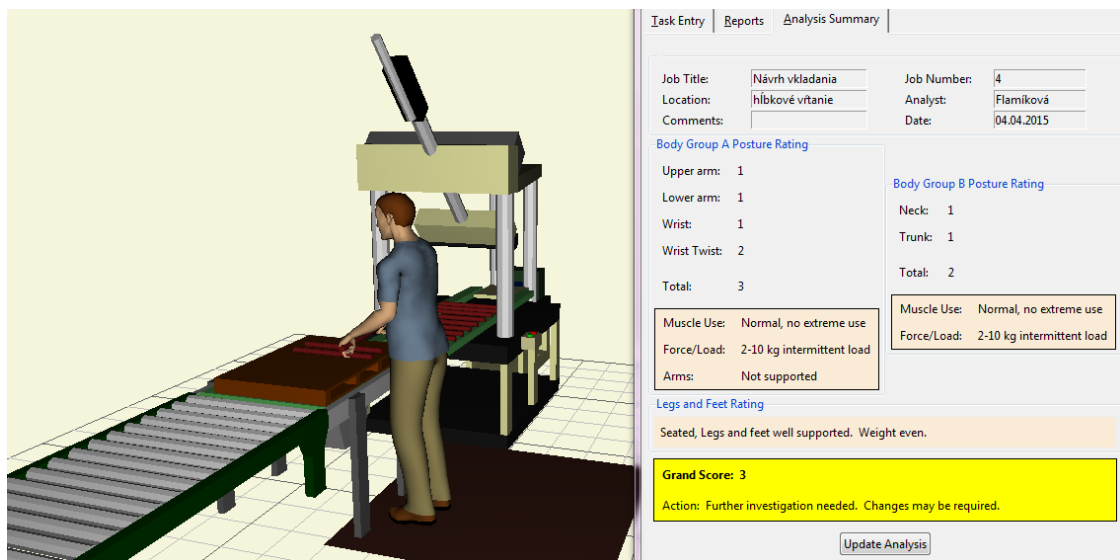 Task Entry Reports Analysis Summary
Job Title: Návrh vkladania Job Number: 4
Location: hĺbkové vŕtanie Analyst: Flamíková
Comments: Date: 04.04.2015
Body Group A Posture Rating
Upper arm: 1
Lower arm: 1
Wrist: 1
Wrist Twist: 2
Total: 3
Muscle Use: Normal, no extreme use
Force/Load: 2-10 kg intermittent load
Arms: Not supported
Body Group B Posture Rating
Neck: 1
Trunk: 1
Total: 2
Muscle Use: Normal, no extreme use
Force/Load: 2-10 kg intermittent load
Legs and Feet Rating
Seated, Legs and feet well supported. Weight even.
Grand Score: 3
Action: Further investigation needed. Changes may be required.
Update Analysis